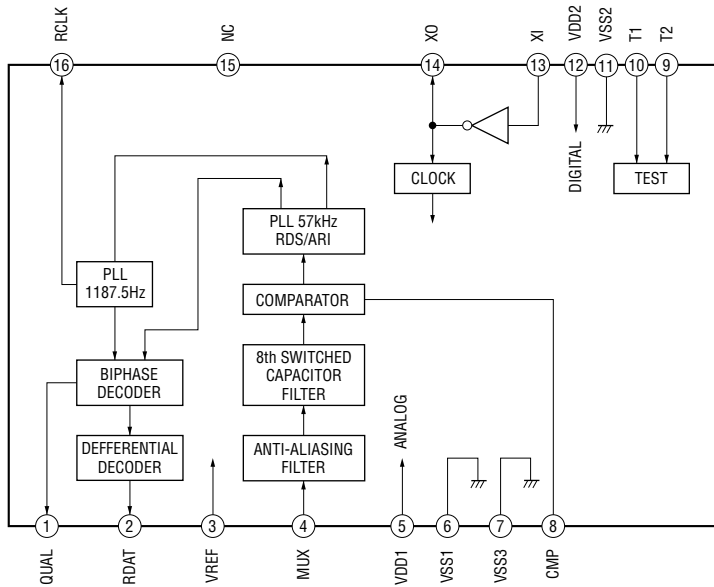 RCLK
NC
XO
XI
VDD2
VSS2
T1
T2
16
15
14
13
12
11
10
9
DIGITAL
CLOCK
TEST
PLL 57kHz
RDS/ARI
PLL
1187.5Hz
COMPARATOR
8th SWITCHED
CAPACITOR
FILTER
BIPHASE
DECODER
DEFFERENTIAL
DECODER
ANTI-ALIASING
FILTER
ANALOG
1
2
3
4
5
6
7
8
QUAL
RDAT
VREF
MUX
VDD1
VSS1
VSS3
CMP